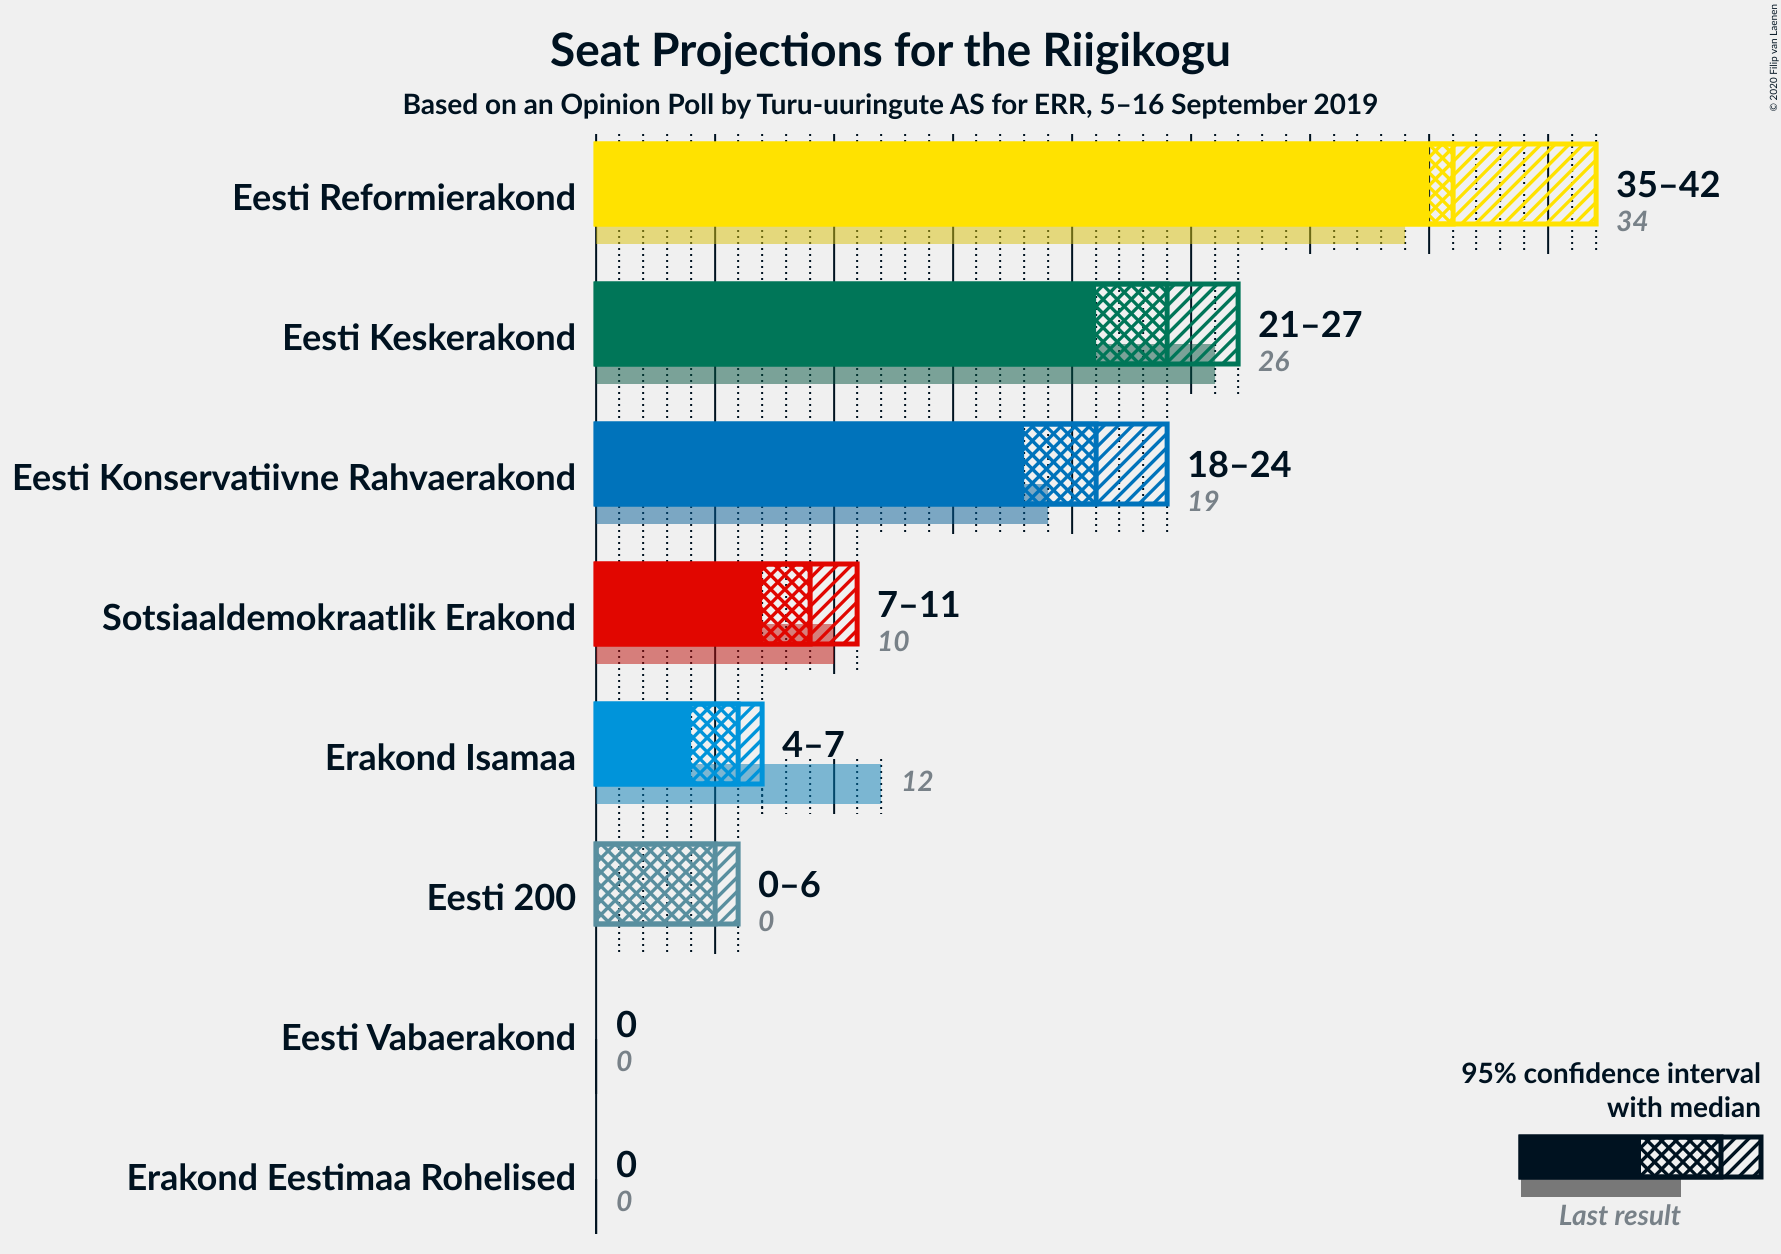 Seat Projections for the Riigikogu
Based on an Opinion Poll by Turu-uuringute AS for ERR, 5–16 September 2019
© 2020 Filip van Laenen
Eesti Reformierakond
35–42
34
Eesti Keskerakond
21–27
26
Eesti Konservatiivne Rahvaerakond
18–24
19
Sotsiaaldemokraatlik Erakond
7–11
10
Erakond Isamaa
4–7
12
Eesti 200
0–6
0
Eesti Vabaerakond
0
0
Erakond Eestimaa Rohelised
0
0
95% confidence interval
with median
Last result